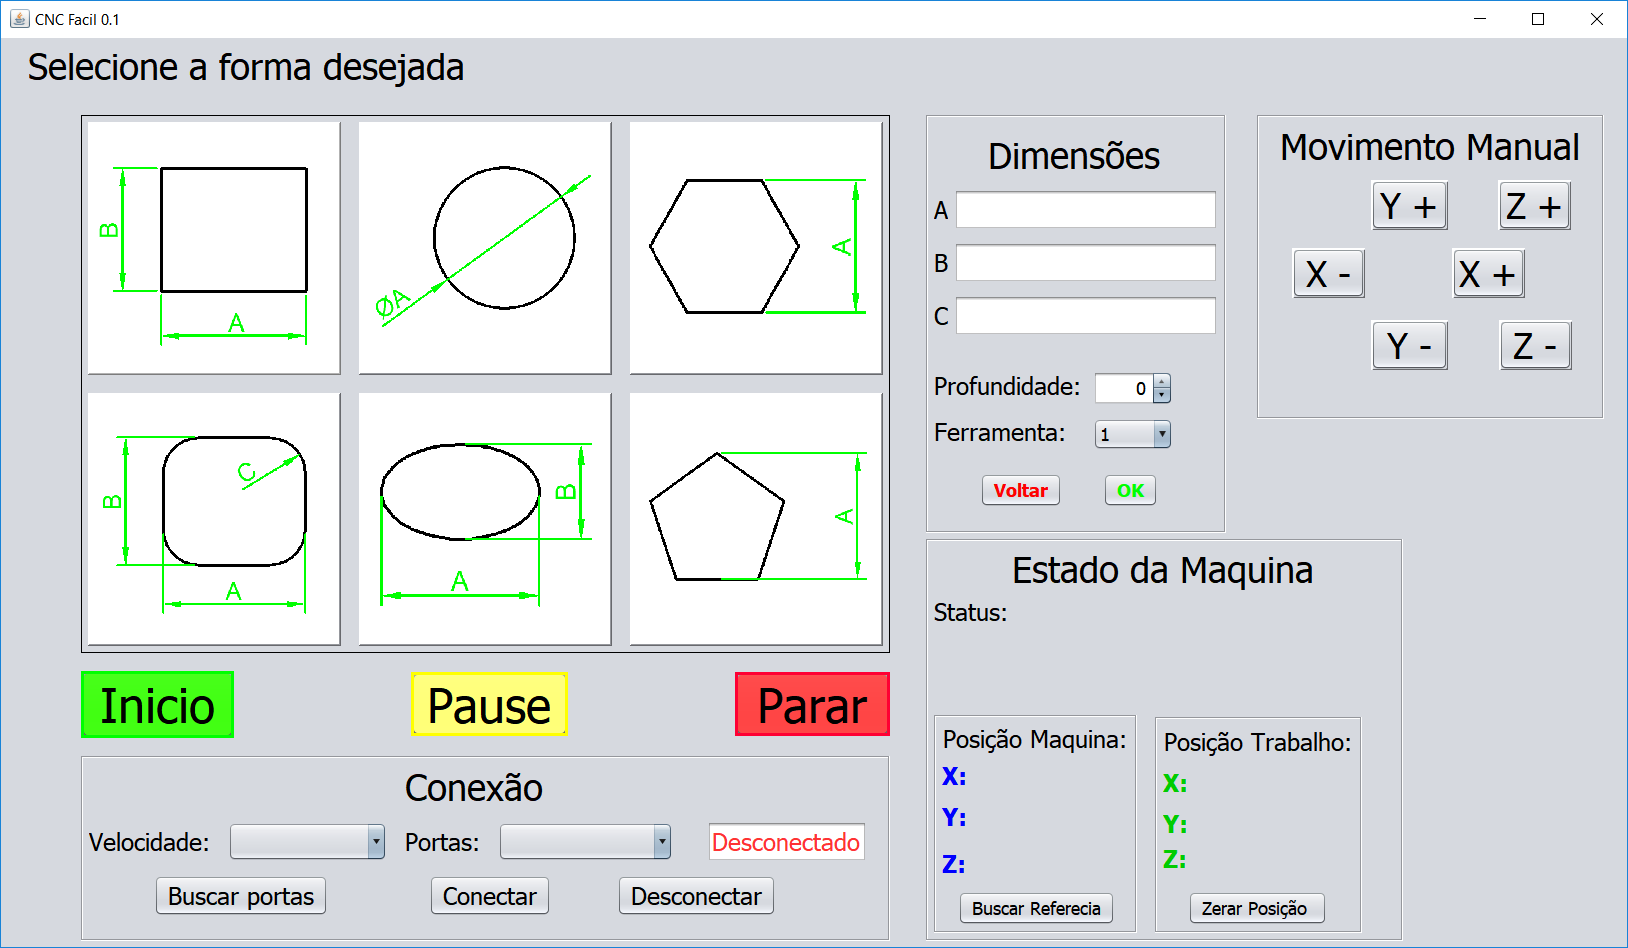 CNC Facil 0.1
Selecione a forma desejada
B
A
ØA
A
B
C
A
B
A
A
Inicio
Pause
Parar
Conexão
Velocidade:
Portas:
Desconectado
Buscar portas
Conectar
Desconectar
Dimensões
A
B
C
Profundidade:
0
Ferramenta:
1
Voltar
OK
Movimento Manual
Y +
Z +
X -
X +
Y -
Z -
Estado da Maquina
Status:
Posição Maquina:
X:
Y:
Z:
Buscar Referecia
Posição Trabalho:
X:
Y:
Z:
Zerar Posição